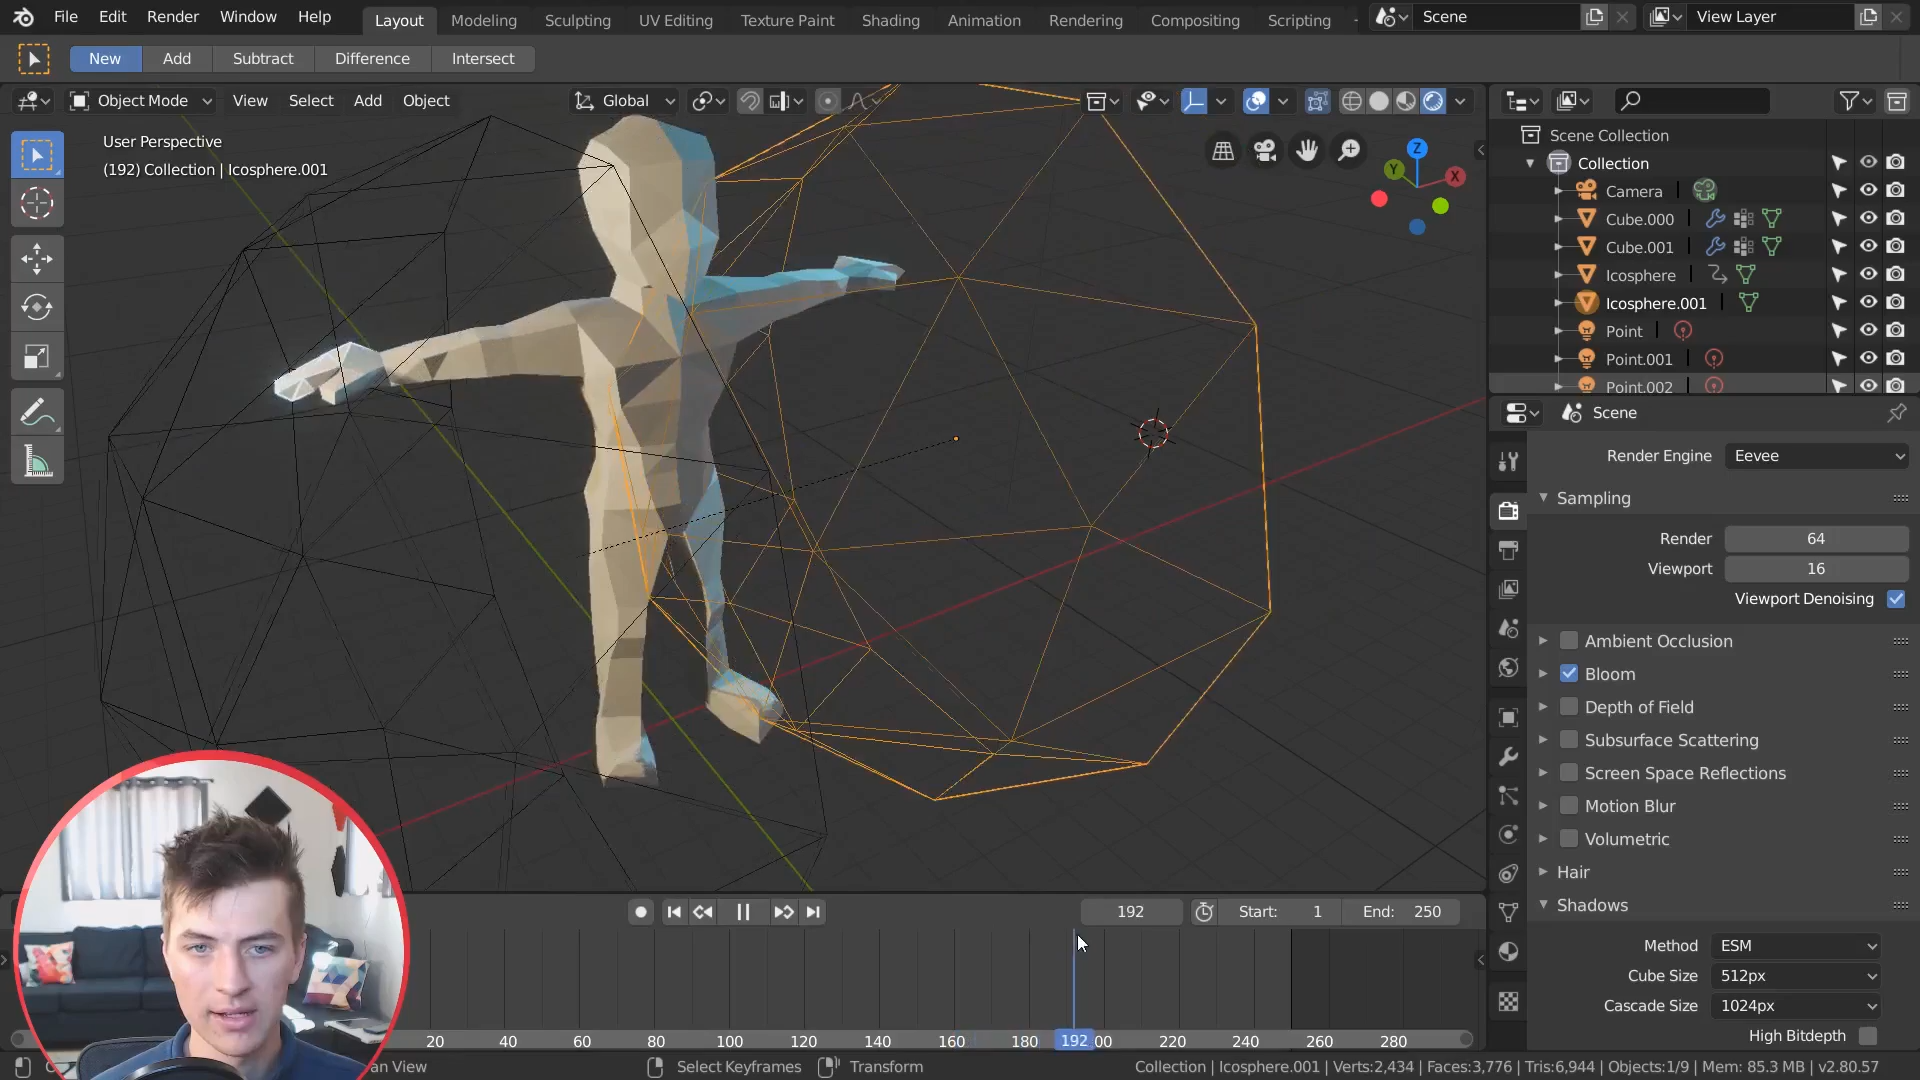 File Edit Render Window Help
Layout Modeling Sculpting UV Editing Texture Paint Shading Animation Rendering Compositing Scripting
Scene
View Layer
New Add Subtract Difference Intersect
Object Mode View Select Add Object
Global
User Perspective
(192) Collection | Icosphere.001
Z
Y
X
Scene Collection
Collection
Camera
Cube.000
Cube.001
Icosphere
Icosphere.001
Point
Point.001
Point.002
Scene
Render Engine Eevee
Sampling
Render 64
Viewport 16
Viewport Denoising
Ambient Occlusion
Bloom
Depth of Field
Subsurface Scattering
Screen Space Reflections
Motion Blur
Volumetric
Hair
Shadows
Method ESM
Cube Size 512px
Cascade Size 1024px
High Bitdepth
192 Start: 1 End: 250
20 40 60 80 100 120 140 160 180 192 00 220 240 260 280
an View
Select Keyframes
Transform
Collection | Icosphere.001 | Verts:2,434 | Faces:3,776 | Tris:6,944 | Objects:1/9 | Mem: 85.3 MB | v2.80.57